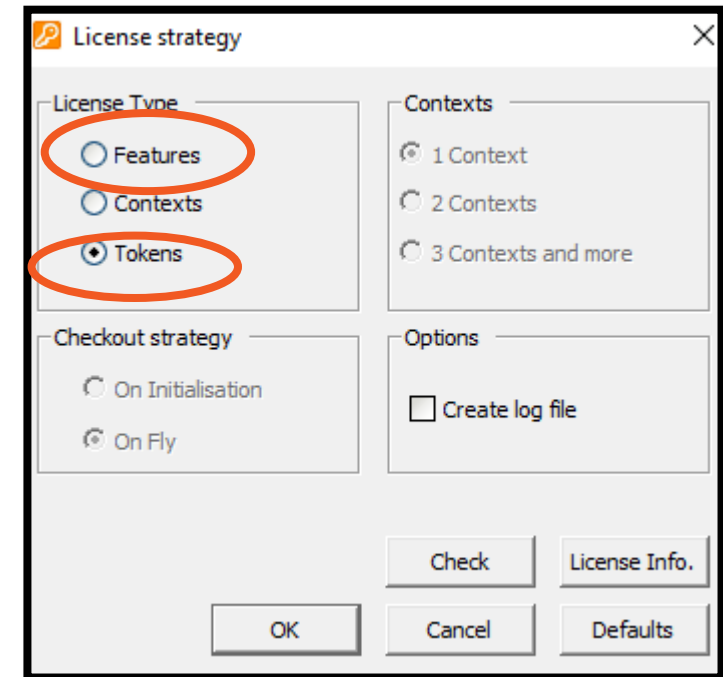 License strategy
License Type
Features
Contexts
Tokens
Contexts
1 Context
2 Contexts
3 Contexts and more
Checkout strategy
On Initialisation
On Fly
Options
Create log file
Check
License Info.
OK
Cancel
Defaults